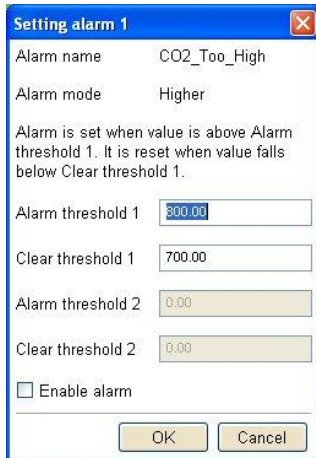 Setting alarm 1
Alarm name CO2_Too_High
Alarm mode Higher
Alarm is set when value is above Alarm
threshold 1. It is reset when value falls
below Clear threshold 1.
Alarm threshold 1 800.00
Clear threshold 1 700.00
Alarm threshold 2 0.00
Clear threshold 2 0.00
Enable alarm
OK Cancel